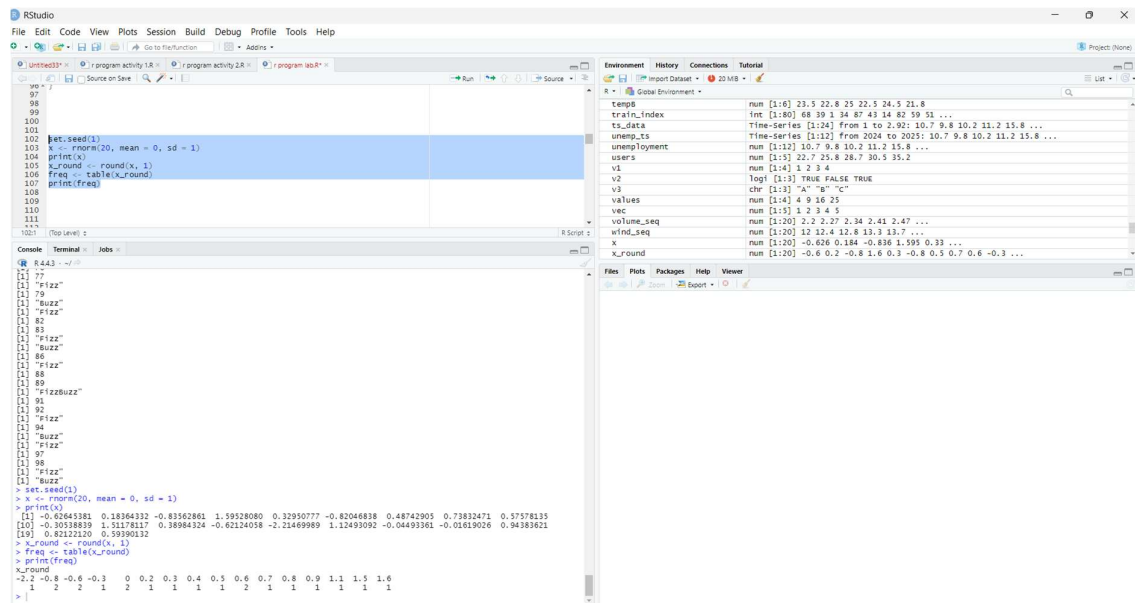 RStudio
File Edit Code View Plots Session Build Debug Profile Tools Help
Go to file/function Addins Project: (None)
Untitled33* r program activity 1.R r program activity 2.R r program lab.R*
Source on Save Run Source
96 }
97
98
99
100
101
102 set.seed(1)
103 x <- rnorm(20, mean = 0, sd = 1)
104 print(x)
105 x_round <- round(x, 1)
106 freq <- table(x_round)
107 print(freq)
108
109
110
111
102:1 (Top Level) R Script
Console Terminal Jobs
R 4.4.3 · ~/
[1] 77
[1] "Fizz"
[1] 79
[1] "Buzz"
[1] "Fizz"
[1] 82
[1] 83
[1] "Fizz"
[1] "Buzz"
[1] 86
[1] "Fizz"
[1] 88
[1] 89
[1] "FizzBuzz"
[1] 91
[1] 92
[1] "Fizz"
[1] 94
[1] "Buzz"
[1] "Fizz"
[1] 97
[1] 98
[1] "Fizz"
[1] "Buzz"
> set.seed(1)
> x <- rnorm(20, mean = 0, sd = 1)
> print(x)
[1] -0.62645381 0.18364332 -0.83562861 1.59528080 0.32950777 -0.82046838 0.48742905 0.73832471 0.57578135
[10] -0.30538839 1.51178117 0.38984324 -0.62124058 -2.21469989 1.12493092 -0.04493361 -0.01619026 0.94383621
[19] 0.82122120 0.59390132
> x_round <- round(x, 1)
> freq <- table(x_round)
> print(freq)
x_round
-2.2 -0.8 -0.6 -0.3 0 0.2 0.3 0.4 0.5 0.6 0.7 0.8 0.9 1.1 1.5 1.6
1 2 2 1 2 1 1 1 1 2 1 1 1 1 1 1
>
Environment History Connections Tutorial
Import Dataset 20 MiB List
R Global Environment
tempB num [1:6] 23.5 22.8 25 22.5 24.5 21.8
train_index int [1:80] 68 39 1 34 87 43 14 82 59 51 ...
ts_data Time-Series [1:24] from 1 to 2.92: 10.7 9.8 10.2 11.2 15.8 ...
unemp_ts Time-Series [1:12] from 2024 to 2025: 10.7 9.8 10.2 11.2 15.8 ...
unemployment num [1:12] 10.7 9.8 10.2 11.2 15.8 ...
users num [1:5] 22.7 25.8 28.7 30.5 35.2
v1 num [1:4] 1 2 3 4
v2 logi [1:3] TRUE FALSE TRUE
v3 chr [1:3] "A" "B" "C"
values num [1:4] 4 9 16 25
vec num [1:5] 1 2 3 4 5
volume_seq num [1:20] 2.2 2.27 2.34 2.41 2.47 ...
wind_seq num [1:20] 12 12.4 12.8 13.3 13.7 ...
x num [1:20] -0.626 0.184 -0.836 1.595 0.33 ...
x_round num [1:20] -0.6 0.2 -0.8 1.6 0.3 -0.8 0.5 0.7 0.6 -0.3 ...
Files Plots Packages Help Viewer
Zoom Export